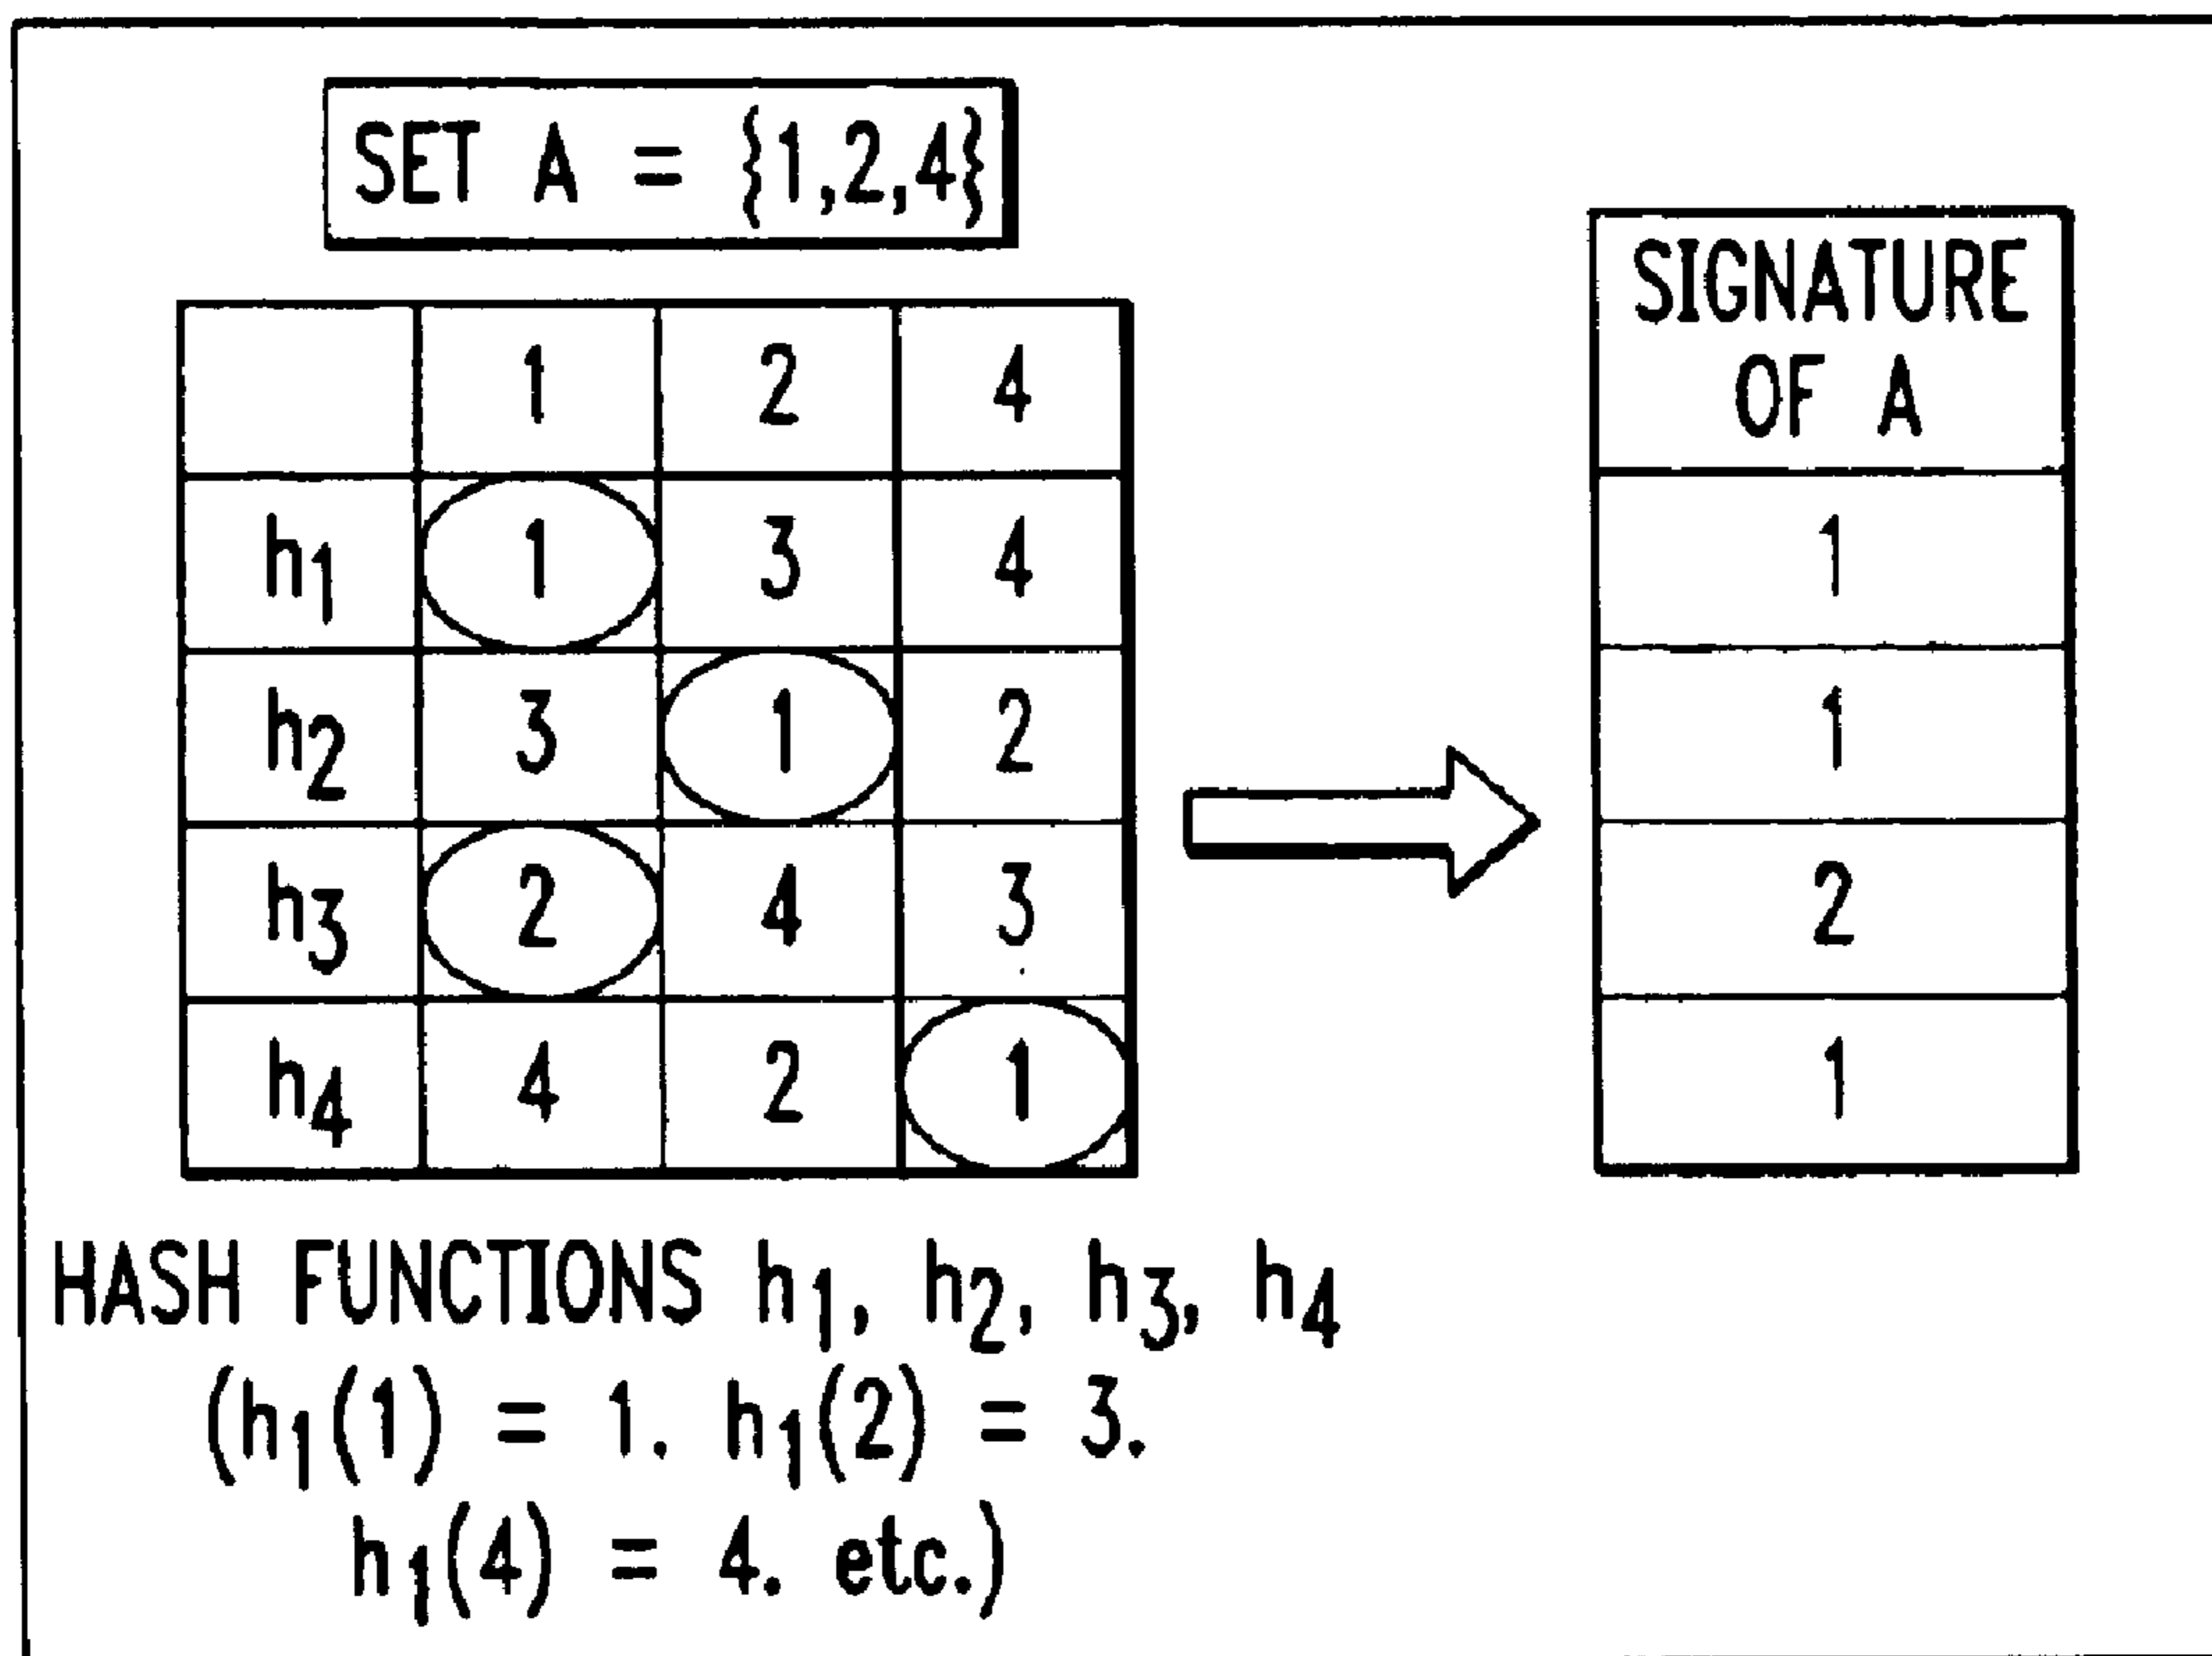 SET A = {1,2,4}
SIGNATURE
OF A
1 2 4
h1 1 3 4 1
h2 3 1 2 1
h3 2 4 3 2
h4 4 2 1 1
HASH FUNCTIONS h1, h2, h3, h4
(h1(1) = 1. h1(2) = 3.
h1(4) = 4. etc.)